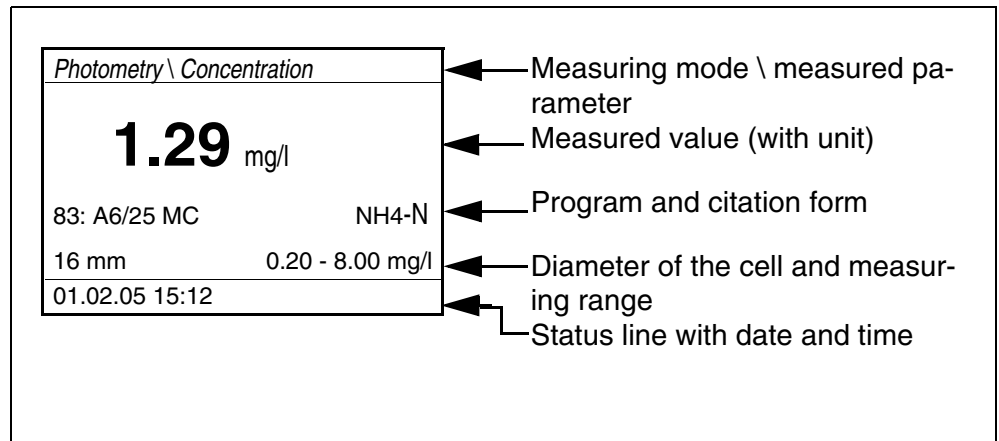 Photometry \ Concentration
1.29 mg/l
83: A6/25 MC NH4-N
16 mm 0.20 - 8.00 mg/l
01.02.05 15:12
Measuring mode \ measured pa-
rameter
Measured value (with unit)
Program and citation form
Diameter of the cell and measur-
ing range
Status line with date and time